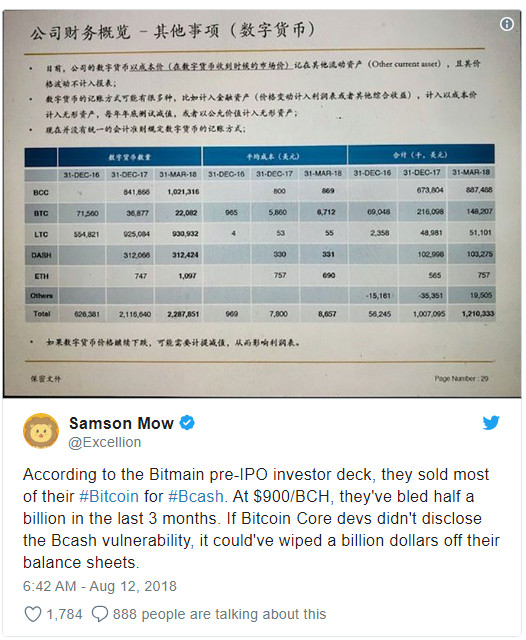 公司财务概览 – 其他事项（数字货币）
• 目前，公司的数字货币以成本价（在数字货币收到时候的市场价）记在其他流动资产（Other current asset），且其价
格波动不计入报表；
• 数字货币的记账方式可能有很多种，比如计入金融资产（价格变动计入利润表或者其他综合收益），计入以成本价
计入无形资产，每年年底测试减值，或者以公允价值计入无形资产；
• 现在并没有统一的会计准则规定数字货币的记账方式；
数字货币数量 平均成本（美元） 合计（千，美元）
31-DEC-16 31-DEC-17 31-MAR-18 31-DEC-16 31-DEC-17 31-MAR-18 31-DEC-16 31-DEC-17 31-MAR-18
BCC 841,866 1,021,316 800 869 673,804 887,488
BTC 71,560 36,877 22,082 965 5,860 6,712 69,048 216,098 148,207
LTC 554,821 925,084 930,932 4 53 55 2,358 48,981 51,101
DASH 312,066 312,424 330 331 102,998 103,275
ETH 747 1,097 757 690 565 757
Others -15,161 -35,351 19,505
Total 626,381 2,116,640 2,287,851 969 7,800 8,657 56,245 1,007,095 1,210,333
• 如果数字货币价格继续下跌，可能需要计提减值，从而影响利润表。
保密文件 Page Number: 29
Samson Mow
@Excellion
According to the Bitmain pre-IPO investor deck, they sold most
of their #Bitcoin for #Bcash. At $900/BCH, they've bled half a
billion in the last 3 months. If Bitcoin Core devs didn't disclose
the Bcash vulnerability, it could've wiped a billion dollars off their
balance sheets.
6:42 AM - Aug 12, 2018
1,784 888 people are talking about this